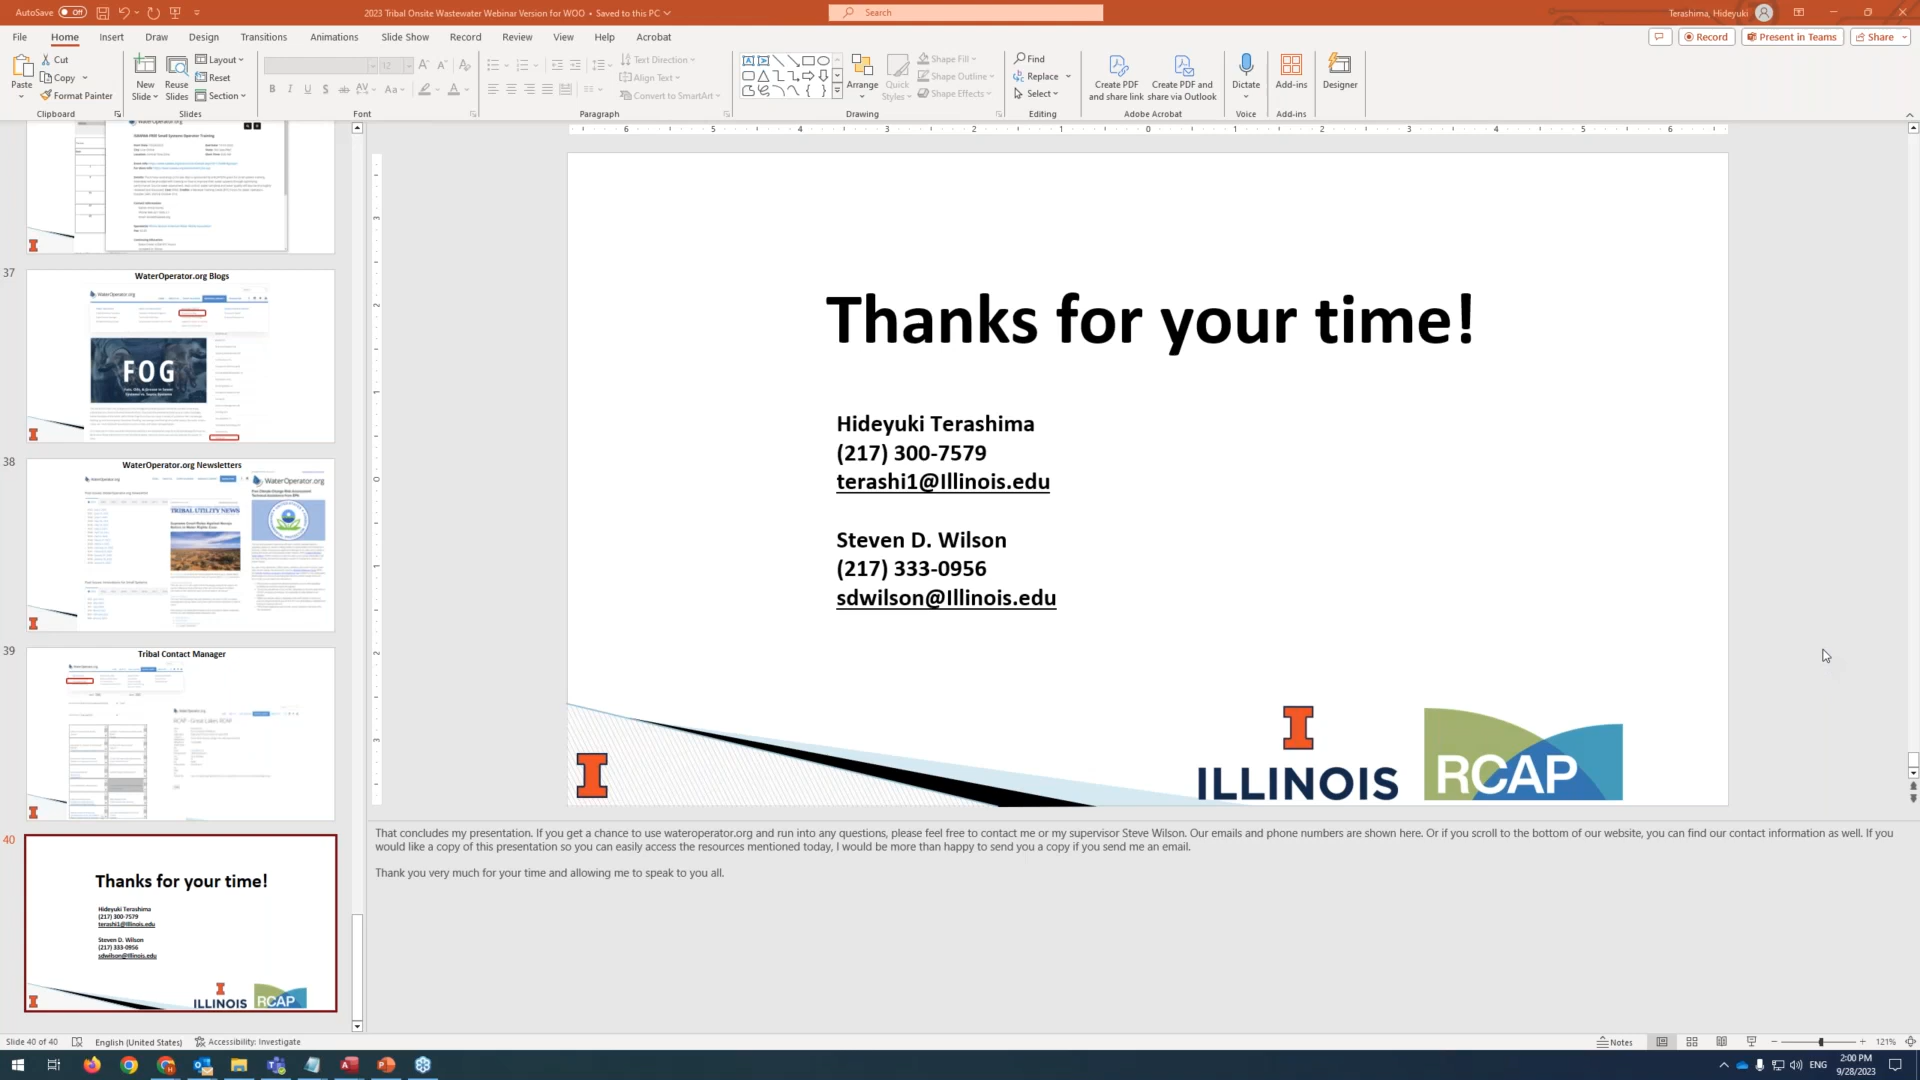 AutoSave Off
2023 Tribal Onsite Wastewater Webinar Version for WOO • Saved to this PC
Search
Terashima, Hideyuki
File Home Insert Draw Design Transitions Animations Slide Show Record Review View Help Acrobat
Record Present in Teams Share
Paste
Cut
Copy
Format Painter
Clipboard
New Slide
Reuse Slides
Layout
Reset
Section
Slides
12
Font
Text Direction
Align Text
Convert to SmartArt
Paragraph
Arrange
Quick Styles
Shape Fill
Shape Outline
Shape Effects
Drawing
Find
Replace
Select
Editing
Create PDF and share link
Create PDF and share via Outlook
Adobe Acrobat
Dictate
Voice
Add-ins
Add-ins
Designer
37
WaterOperator.org Blogs
WaterOperator.org
FOG
38
WaterOperator.org Newsletters
TRIBAL UTILITY NEWS
WaterOperator.org
39
Tribal Contact Manager
RCAP - Great Lakes RCAP
40
Thanks for your time!
Hideyuki Terashima
(217) 300-7579
terashi1@Illinois.edu
Steven D. Wilson
(217) 333-0956
sdwilson@Illinois.edu
ILLINOIS
RCAP
Thanks for your time!
Hideyuki Terashima
(217) 300-7579
terashi1@Illinois.edu
Steven D. Wilson
(217) 333-0956
sdwilson@Illinois.edu
ILLINOIS
RCAP
That concludes my presentation. If you get a chance to use wateroperator.org and run into any questions, please feel free to contact me or my supervisor Steve Wilson. Our emails and phone numbers are shown here. Or if you scroll to the bottom of our website, you can find our contact information as well. If you
would like a copy of this presentation so you can easily access the resources mentioned today, I would be more than happy to send you a copy if you send me an email.
Thank you very much for your time and allowing me to speak to you all.
Slide 40 of 40 English (United States) Accessibility: Investigate
Notes
121%
ENG
2:00 PM
9/28/2023